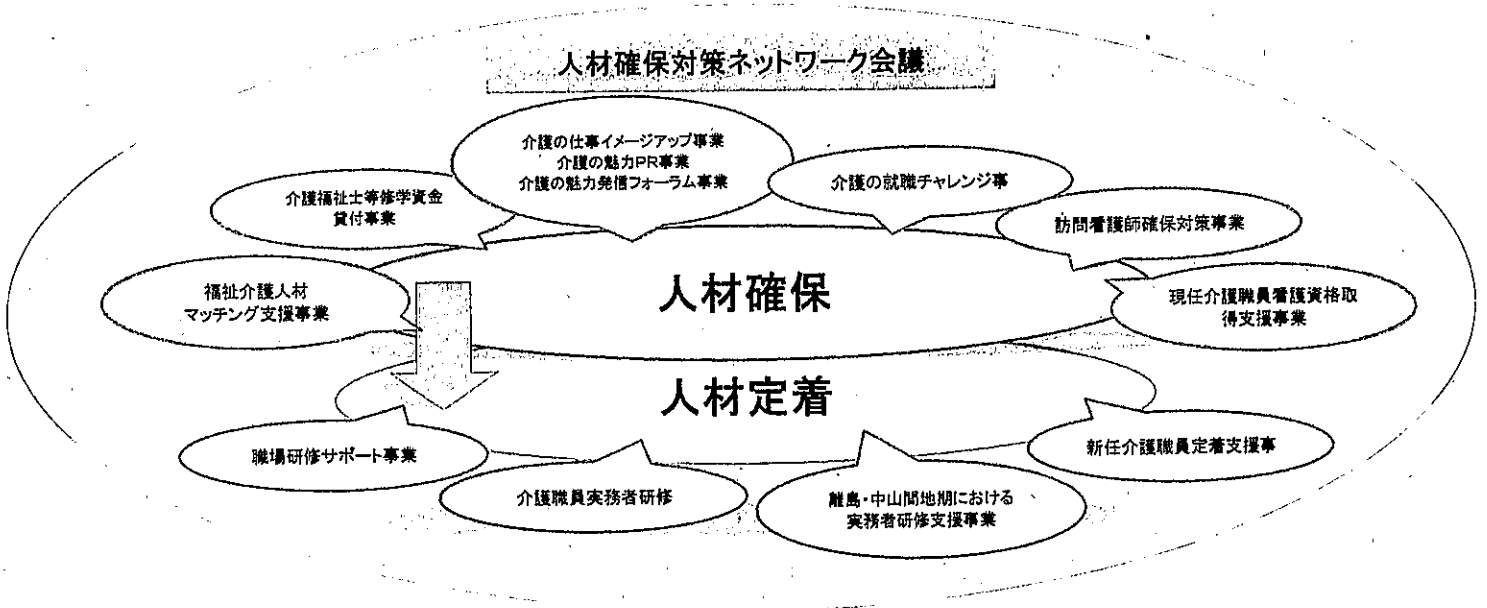 人材確保対策ネットワーク会議
介護の仕事イメージアップ事業
介護の魅力PR事業
介護の魅力発信フォーラム事業
介護の就職チャレンジ事
介護福祉士等修学資金
貸付事業
訪問看護師確保対策事業
福祉介護人材
マッチング支援事業
人材確保
現任介護職員看護資格取
得支援事業
人材定着
職場研修サポート事業
新任介護職員定着支援事
介護職員実務者研修
離島・中山間地期における
実務者研修支援事業